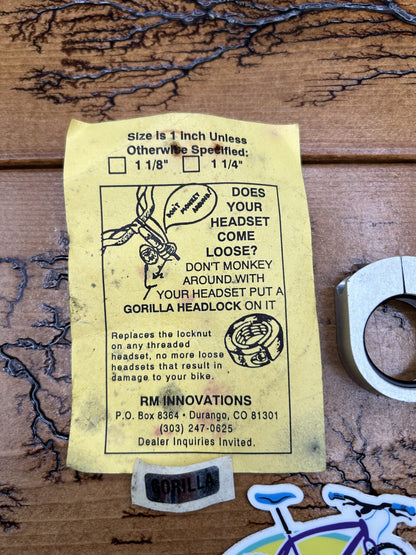 Size is 1 Inch Unless
Otherwise Specified:
1 1/8" 1 1/4"
DON'T MONKEY
AROUND!
DOES
YOUR
HEADSET
COME
LOOSE?
DON'T MONKEY
AROUND WITH
YOUR HEADSET PUT A
GORILLA HEADLOCK ON IT
Replaces the locknut
on any threaded
headset, no more loose
headsets that result in
damage to your bike.
RM INNOVATIONS
P.O. Box 8364 • Durango, CO 81301
(303) 247-0625
Dealer Inquiries Invited.
GORILLA